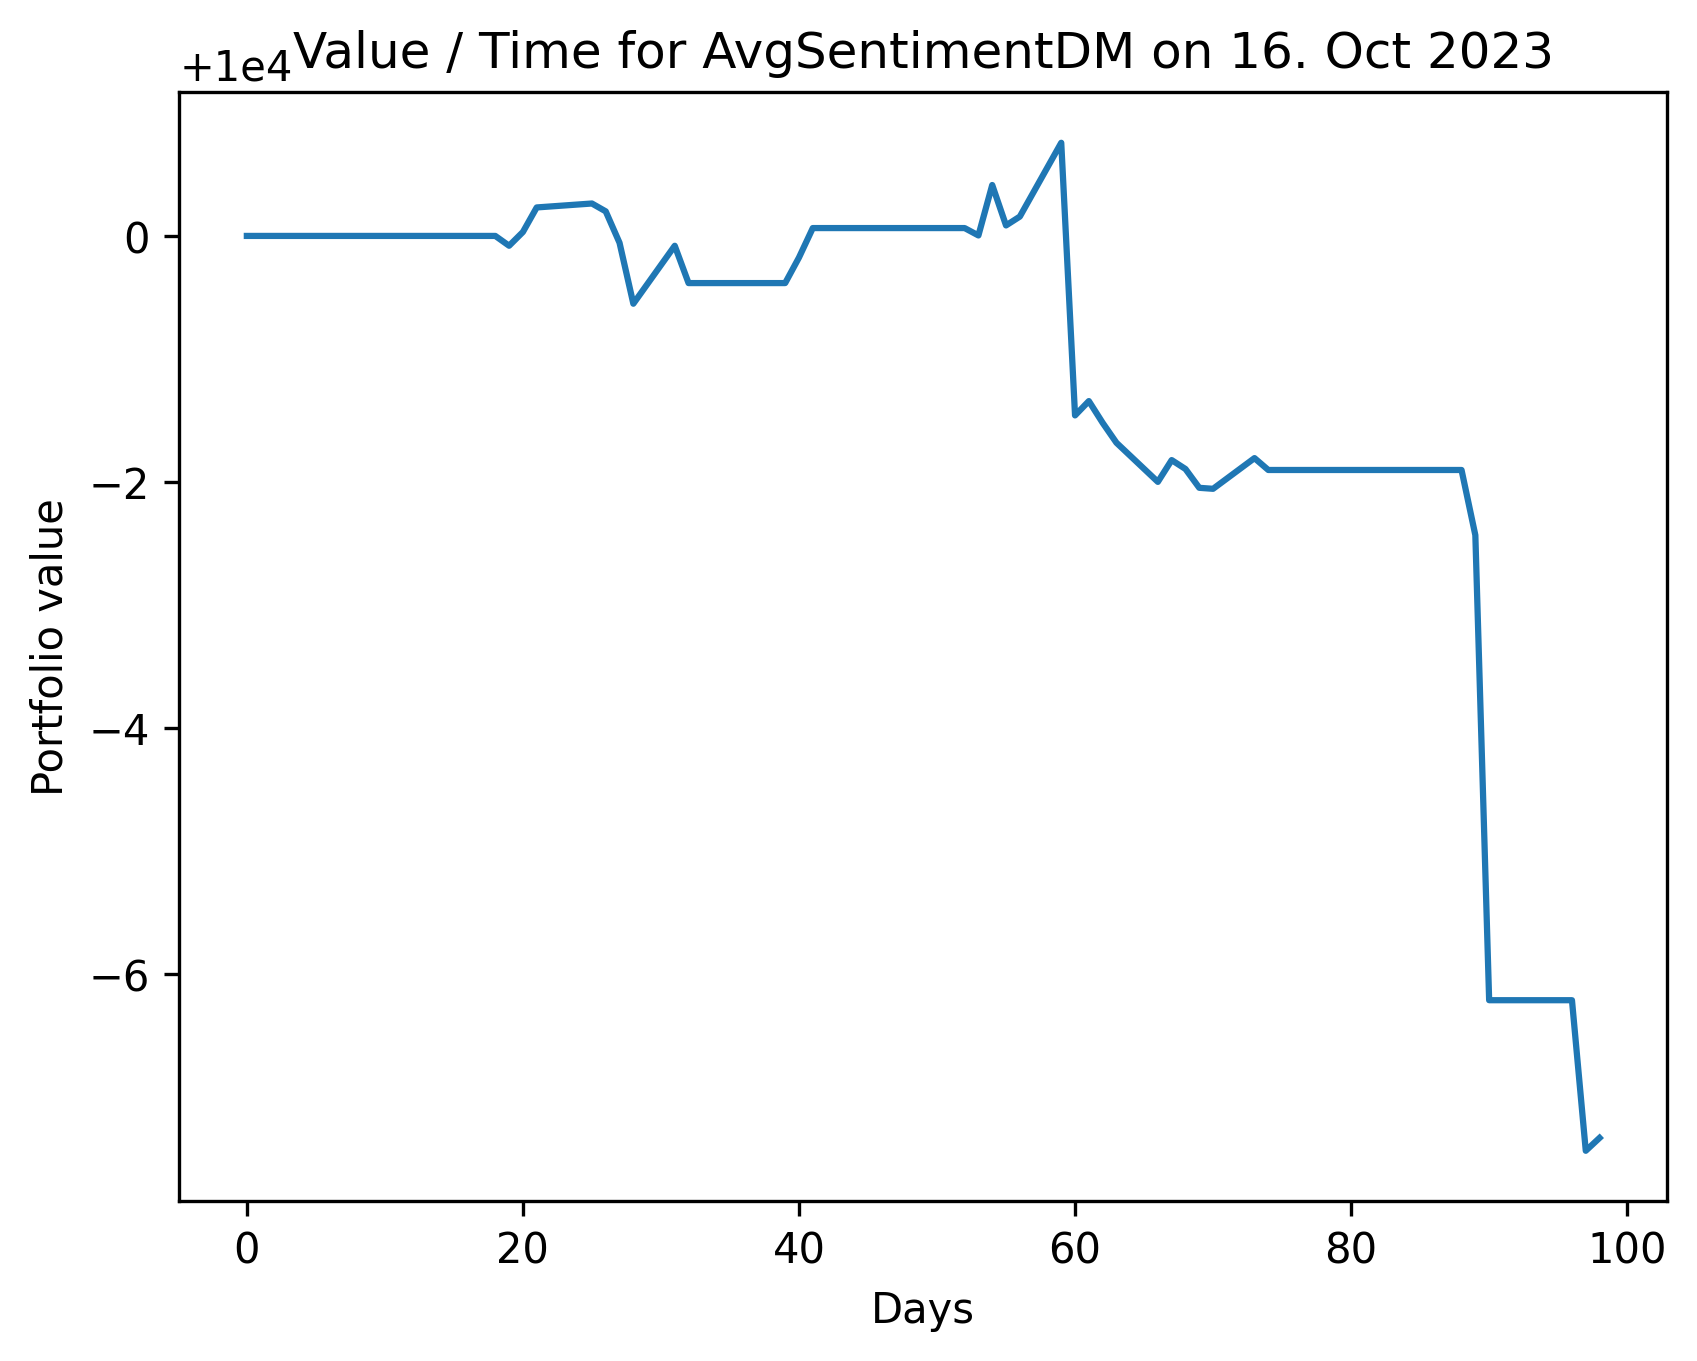 Value / Time for AvgSentimentDM on 16. Oct 2023
+1e4
0
−2
−4
−6
Portfolio value
0 20 40 60 80 100
Days